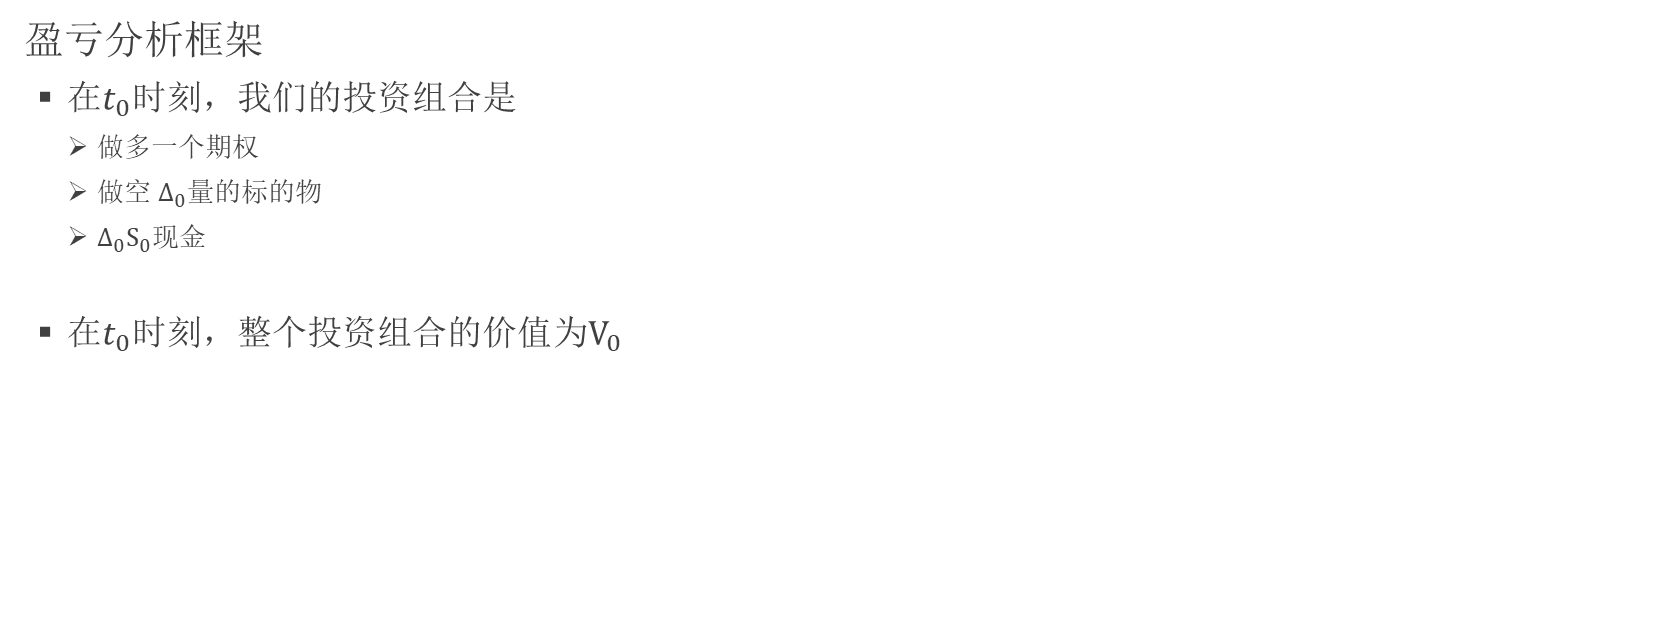 盈亏分析框架
▪ 在t₀时刻，我们的投资组合是
➢ 做多一个期权
➢ 做空 Δ₀量的标的物
➢ Δ₀S₀现金
▪ 在t₀时刻，整个投资组合的价值为V₀